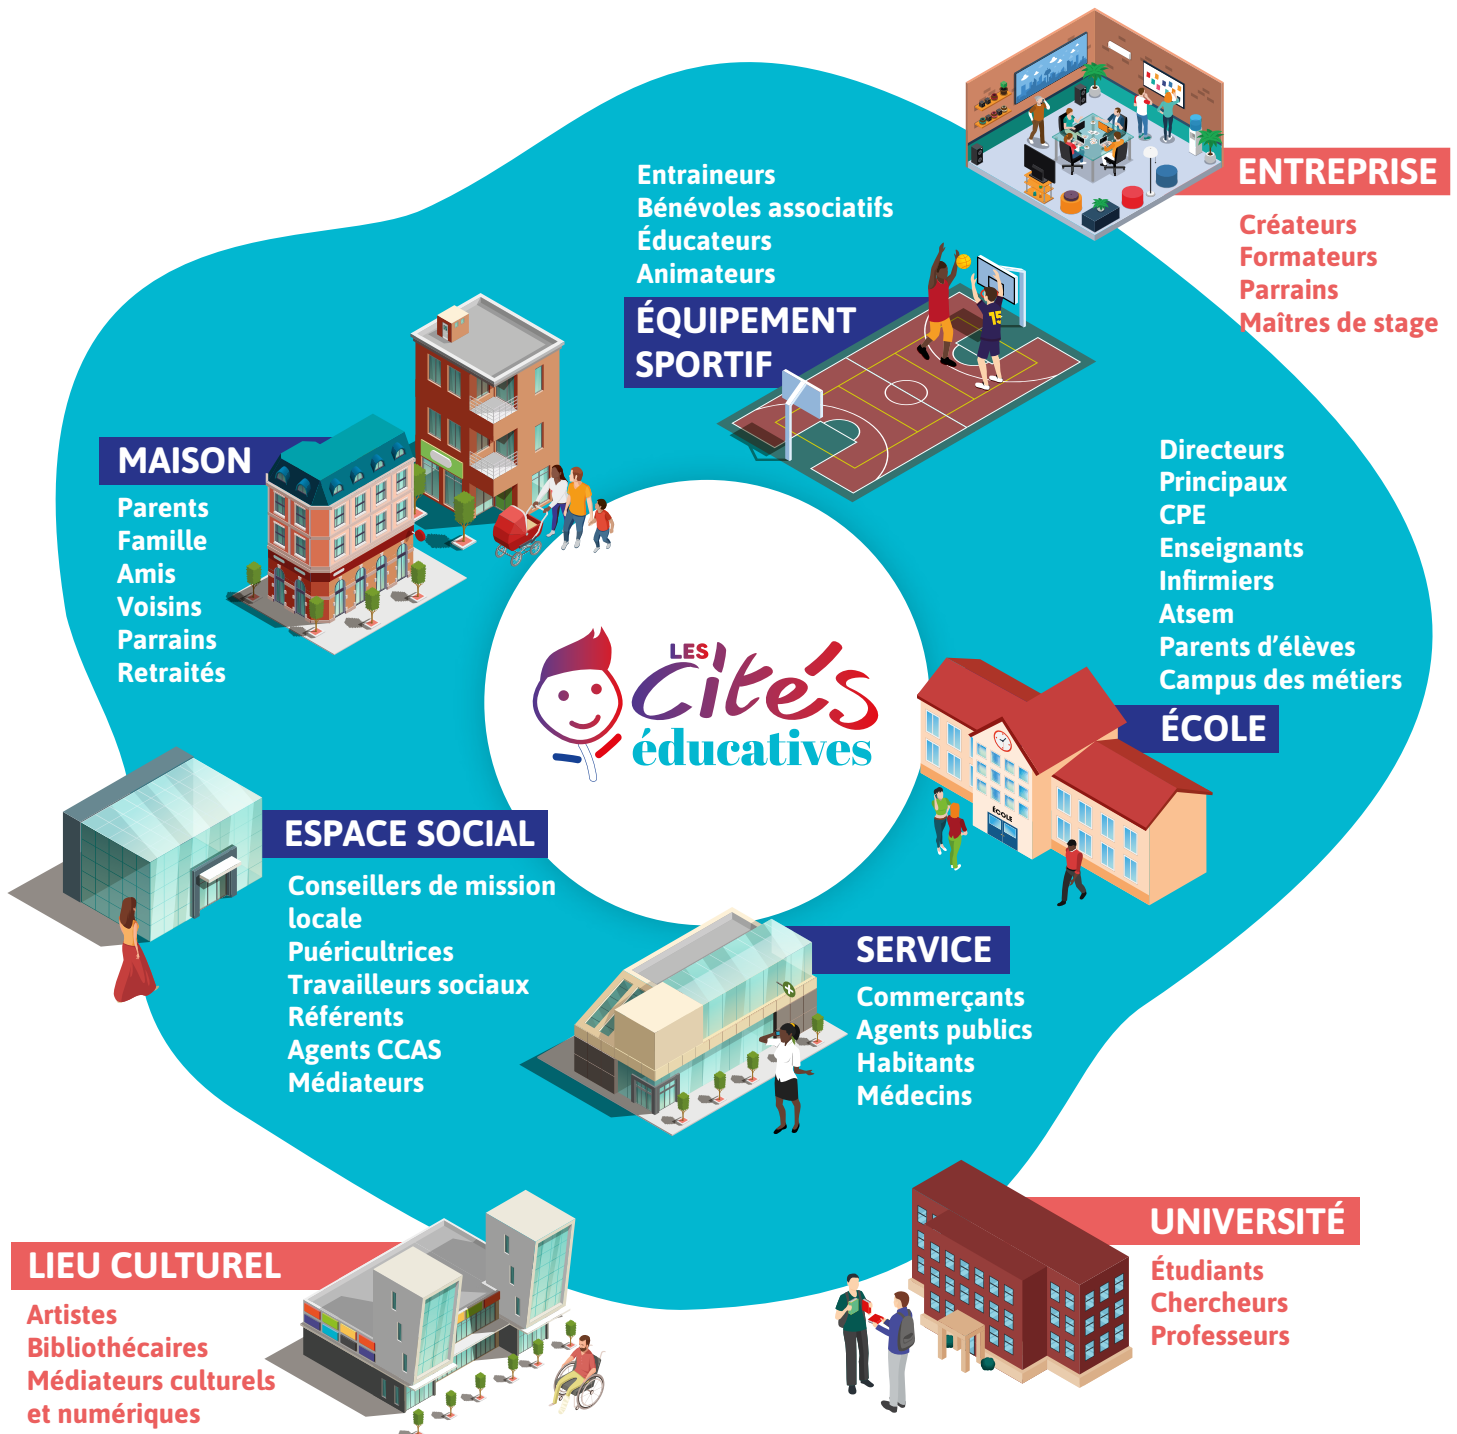 Entraineurs
Bénévoles associatifs
Éducateurs
Animateurs
ÉQUIPEMENT
SPORTIF
15
ENTREPRISE
Créateurs
Formateurs
Parrains
Maîtres de stage
MAISON
Parents
Famille
Amis
Voisins
Parrains
Retraités
Directeurs
Principaux
CPE
Enseignants
Infirmiers
Atsem
Parents d’élèves
Campus des métiers
ÉCOLE
ÉCOLE
LES
Cités
éducatives
ESPACE SOCIAL
Conseillers de mission
locale
Puéricultrices
Travailleurs sociaux
Référents
Agents CCAS
Médiateurs
SERVICE
Commerçants
Agents publics
Habitants
Médecins
LIEU CULTUREL
Artistes
Bibliothécaires
Médiateurs culturels
et numériques
UNIVERSITÉ
Étudiants
Chercheurs
Professeurs